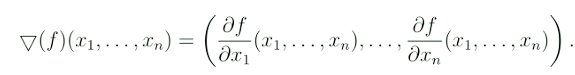 ▽(f)(x₁, . . . , xₙ) = ( ∂f/∂x₁ (x₁, . . . , xₙ), . . . , ∂f/∂xₙ (x₁, . . . , xₙ) ) .